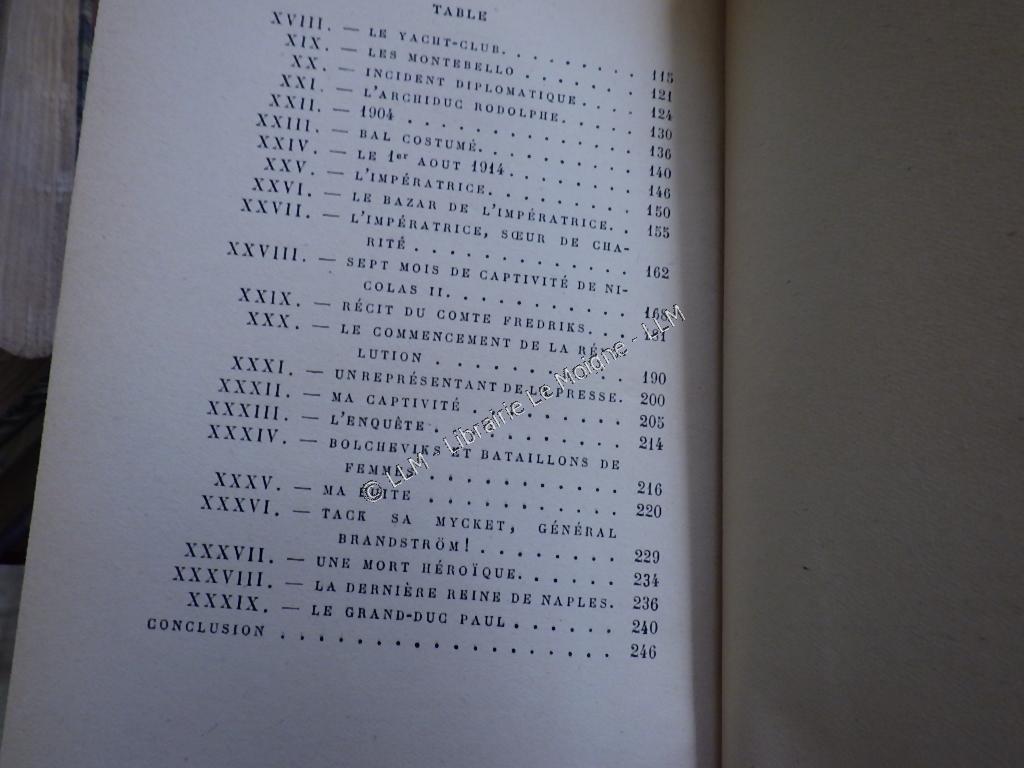 TABLE
XVIII. — LE YACHT-CLUB. . . . . . . . 115
XIX. — LES MONTEBELLO . . . . . . . 121
XX. — INCIDENT DIPLOMATIQUE . . . . 124
XXI. — L'ARCHIDUC RODOLPHE. . . . . 130
XXII. — 1904 . . . . . . . . . . . . 136
XXIII. — BAL COSTUMÉ. . . . . . . . . 140
XXIV. — LE 1er AOUT 1914. . . . . . . . 146
XXV. — L'IMPÉRATRICE. . . . . . . . . 150
XXVI. — LE BAZAR DE L'IMPÉRATRICE. . 155
XXVII. — L'IMPÉRATRICE, SŒUR DE CHA-
RITÉ . . . . . . . . . . . . 162
XXVIII. — SEPT MOIS DE CAPTIVITÉ DE NI-
COLAS II. . . . . . . . . . . 168
XXIX. — RÉCIT DU COMTE FREDRIKS. . . 181
XXX. — LE COMMENCEMENT DE LA RÉVO-
LUTION . . . . . . . . . . . 190
XXXI. — UN REPRÉSENTANT DE LA PRESSE. 200
XXXII. — MA CAPTIVITÉ . . . . . . . . . 205
XXXIII. — L'ENQUÊTE . . . . . . . . . . 214
XXXIV. — BOLCHEVIKS ET BATAILLONS DE
FEMMES. . . . . . . . . . . . 216
XXXV. — MA FUITE . . . . . . . . . . . 220
XXXVI. — TACK SA MYCKET, GÉNÉRAL
BRANDSTRÖM! . . . . . . . . 229
XXXVII. — UNE MORT HÉROÏQUE. . . . . . 234
XXXVIII. — LA DERNIÈRE REINE DE NAPLES. 236
XXXIX. — LE GRAND-DUC PAUL . . . . . . 240
CONCLUSION . . . . . . . . . . . . . . . . . 246
© LLM - Librairie Le Moigne - LLM